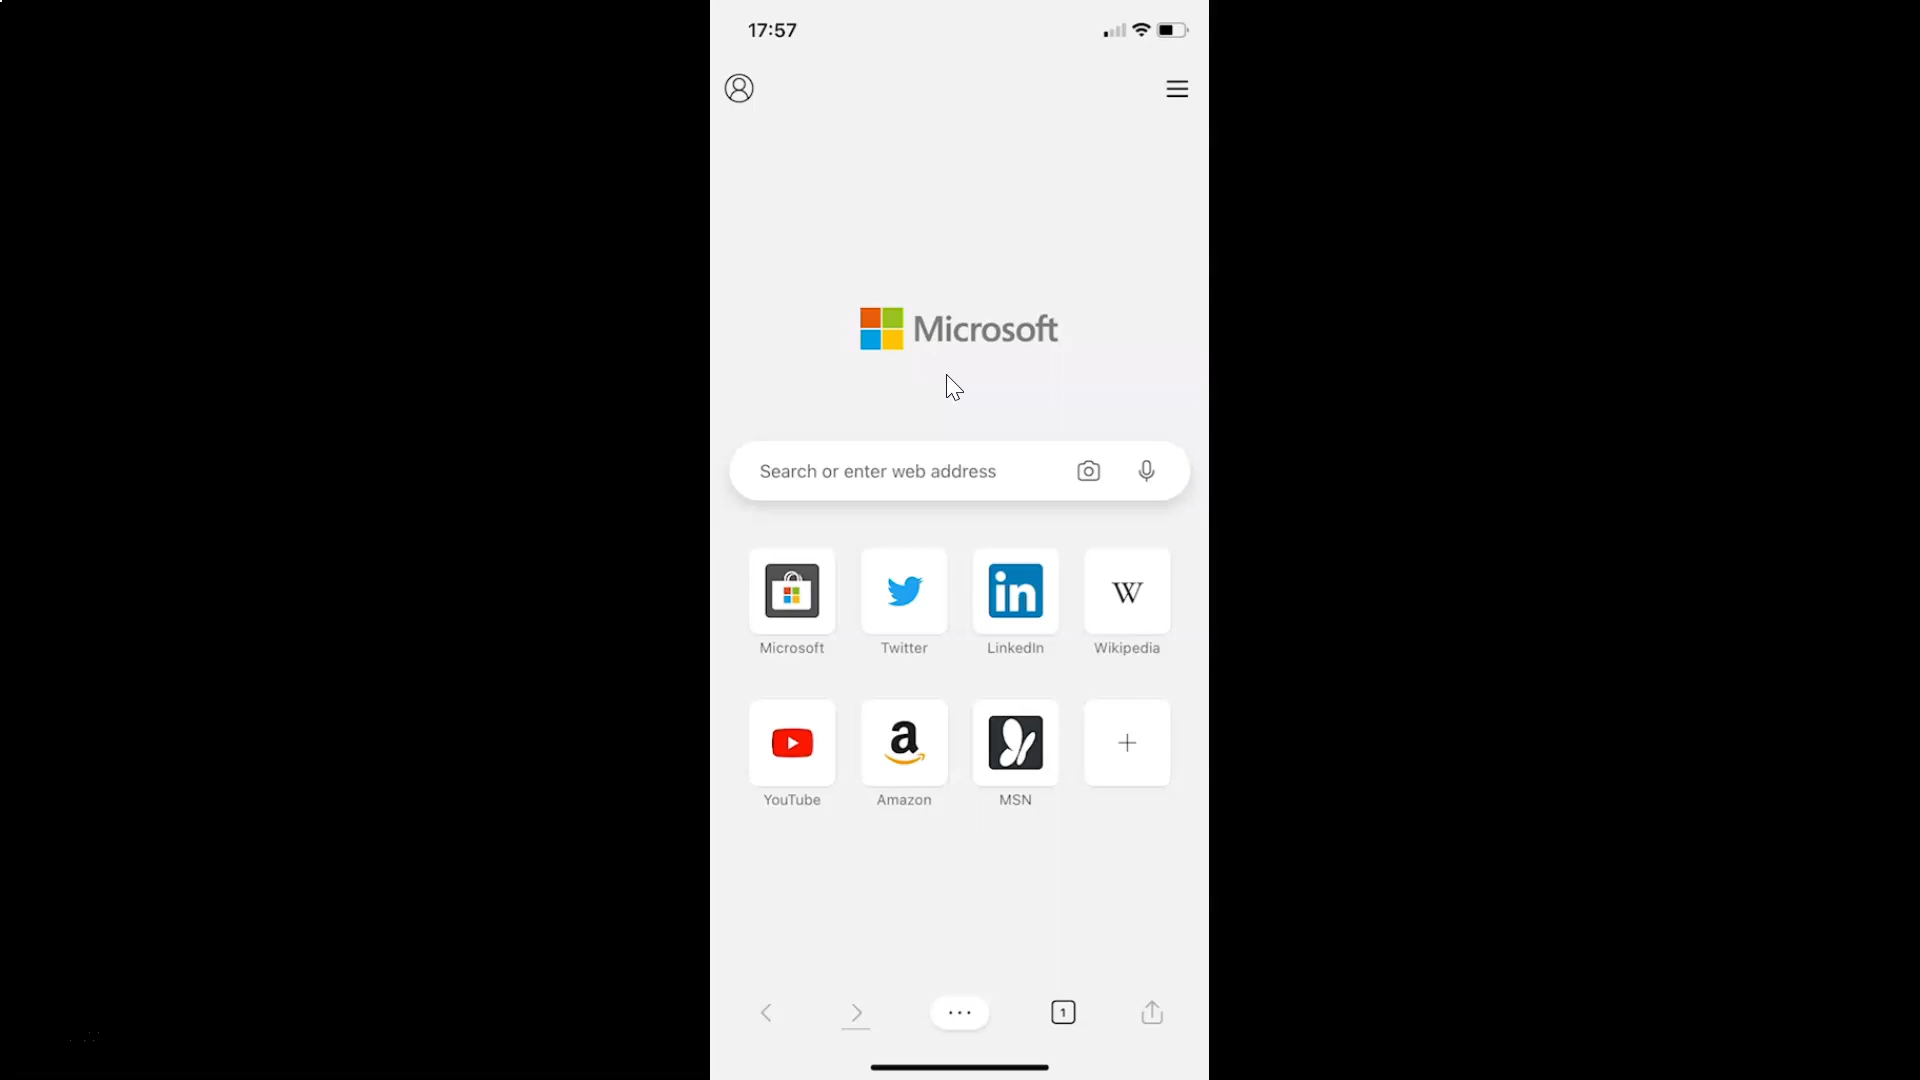 17:57
Microsoft
Search or enter web address
Microsoft Twitter LinkedIn Wikipedia
YouTube Amazon MSN
1